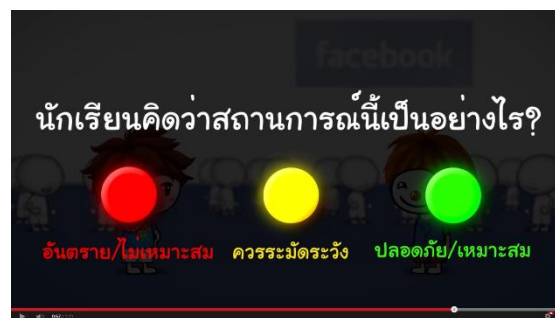 facebook
นักเรียนคิดว่าสถานการณ์นี้เป็นอย่างไร?
อันตราย/ไม่เหมาะสม ควรระมัดระวัง ปลอดภัย/เหมาะสม